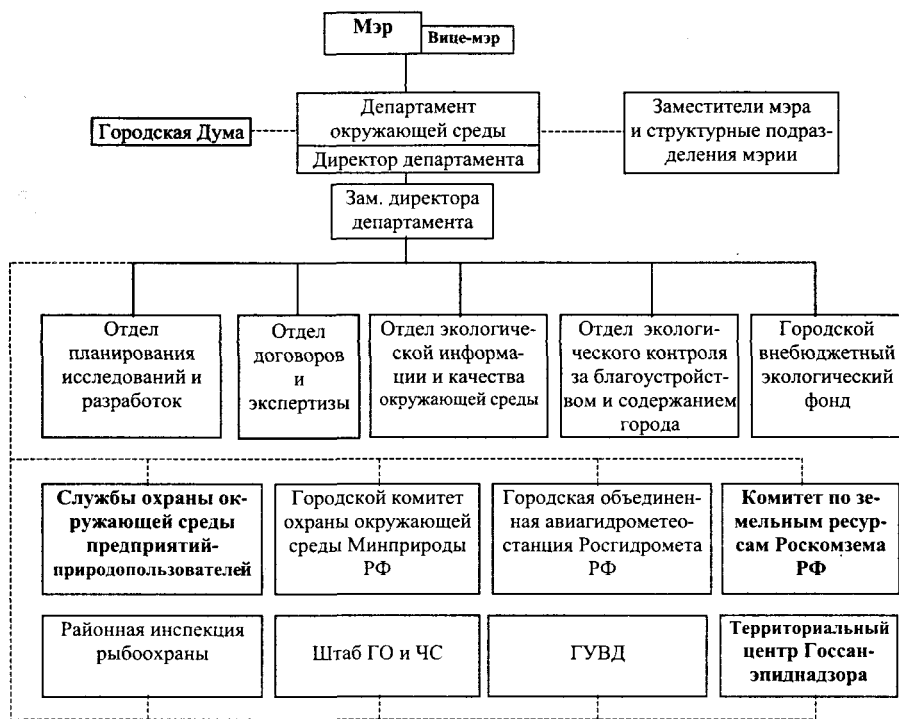 Мэр
Вице-мэр
Департамент
окружающей среды
Директор департамента
Городская Дума
Заместители мэра
и структурные подраз-
деления мэрии
Зам. директора
департамента
Отдел
планирования
исследований и
разработок
Отдел
договоров
и
экспертизы
Отдел экологиче-
ской информа-
ции и качества
окружающей среды
Отдел экологи-
ческого контроля
за благоустройст-
вом и содержанием
города
Городской
внебюджетный
экологический
фонд
Службы охраны ок-
ружающей среды
предприятий-
природопользователей
Городской комитет
охраны окружающей
среды Минприроды
РФ
Городская объединен-
ная авиагидрометео-
станция Росгидромета
РФ
Комитет по зе-
мельным ресур-
сам Роскомзема
РФ
Районная инспекция
рыбоохраны
Штаб ГО и ЧС
ГУВД
Территориальный
центр Госсан-
эпиднадзора